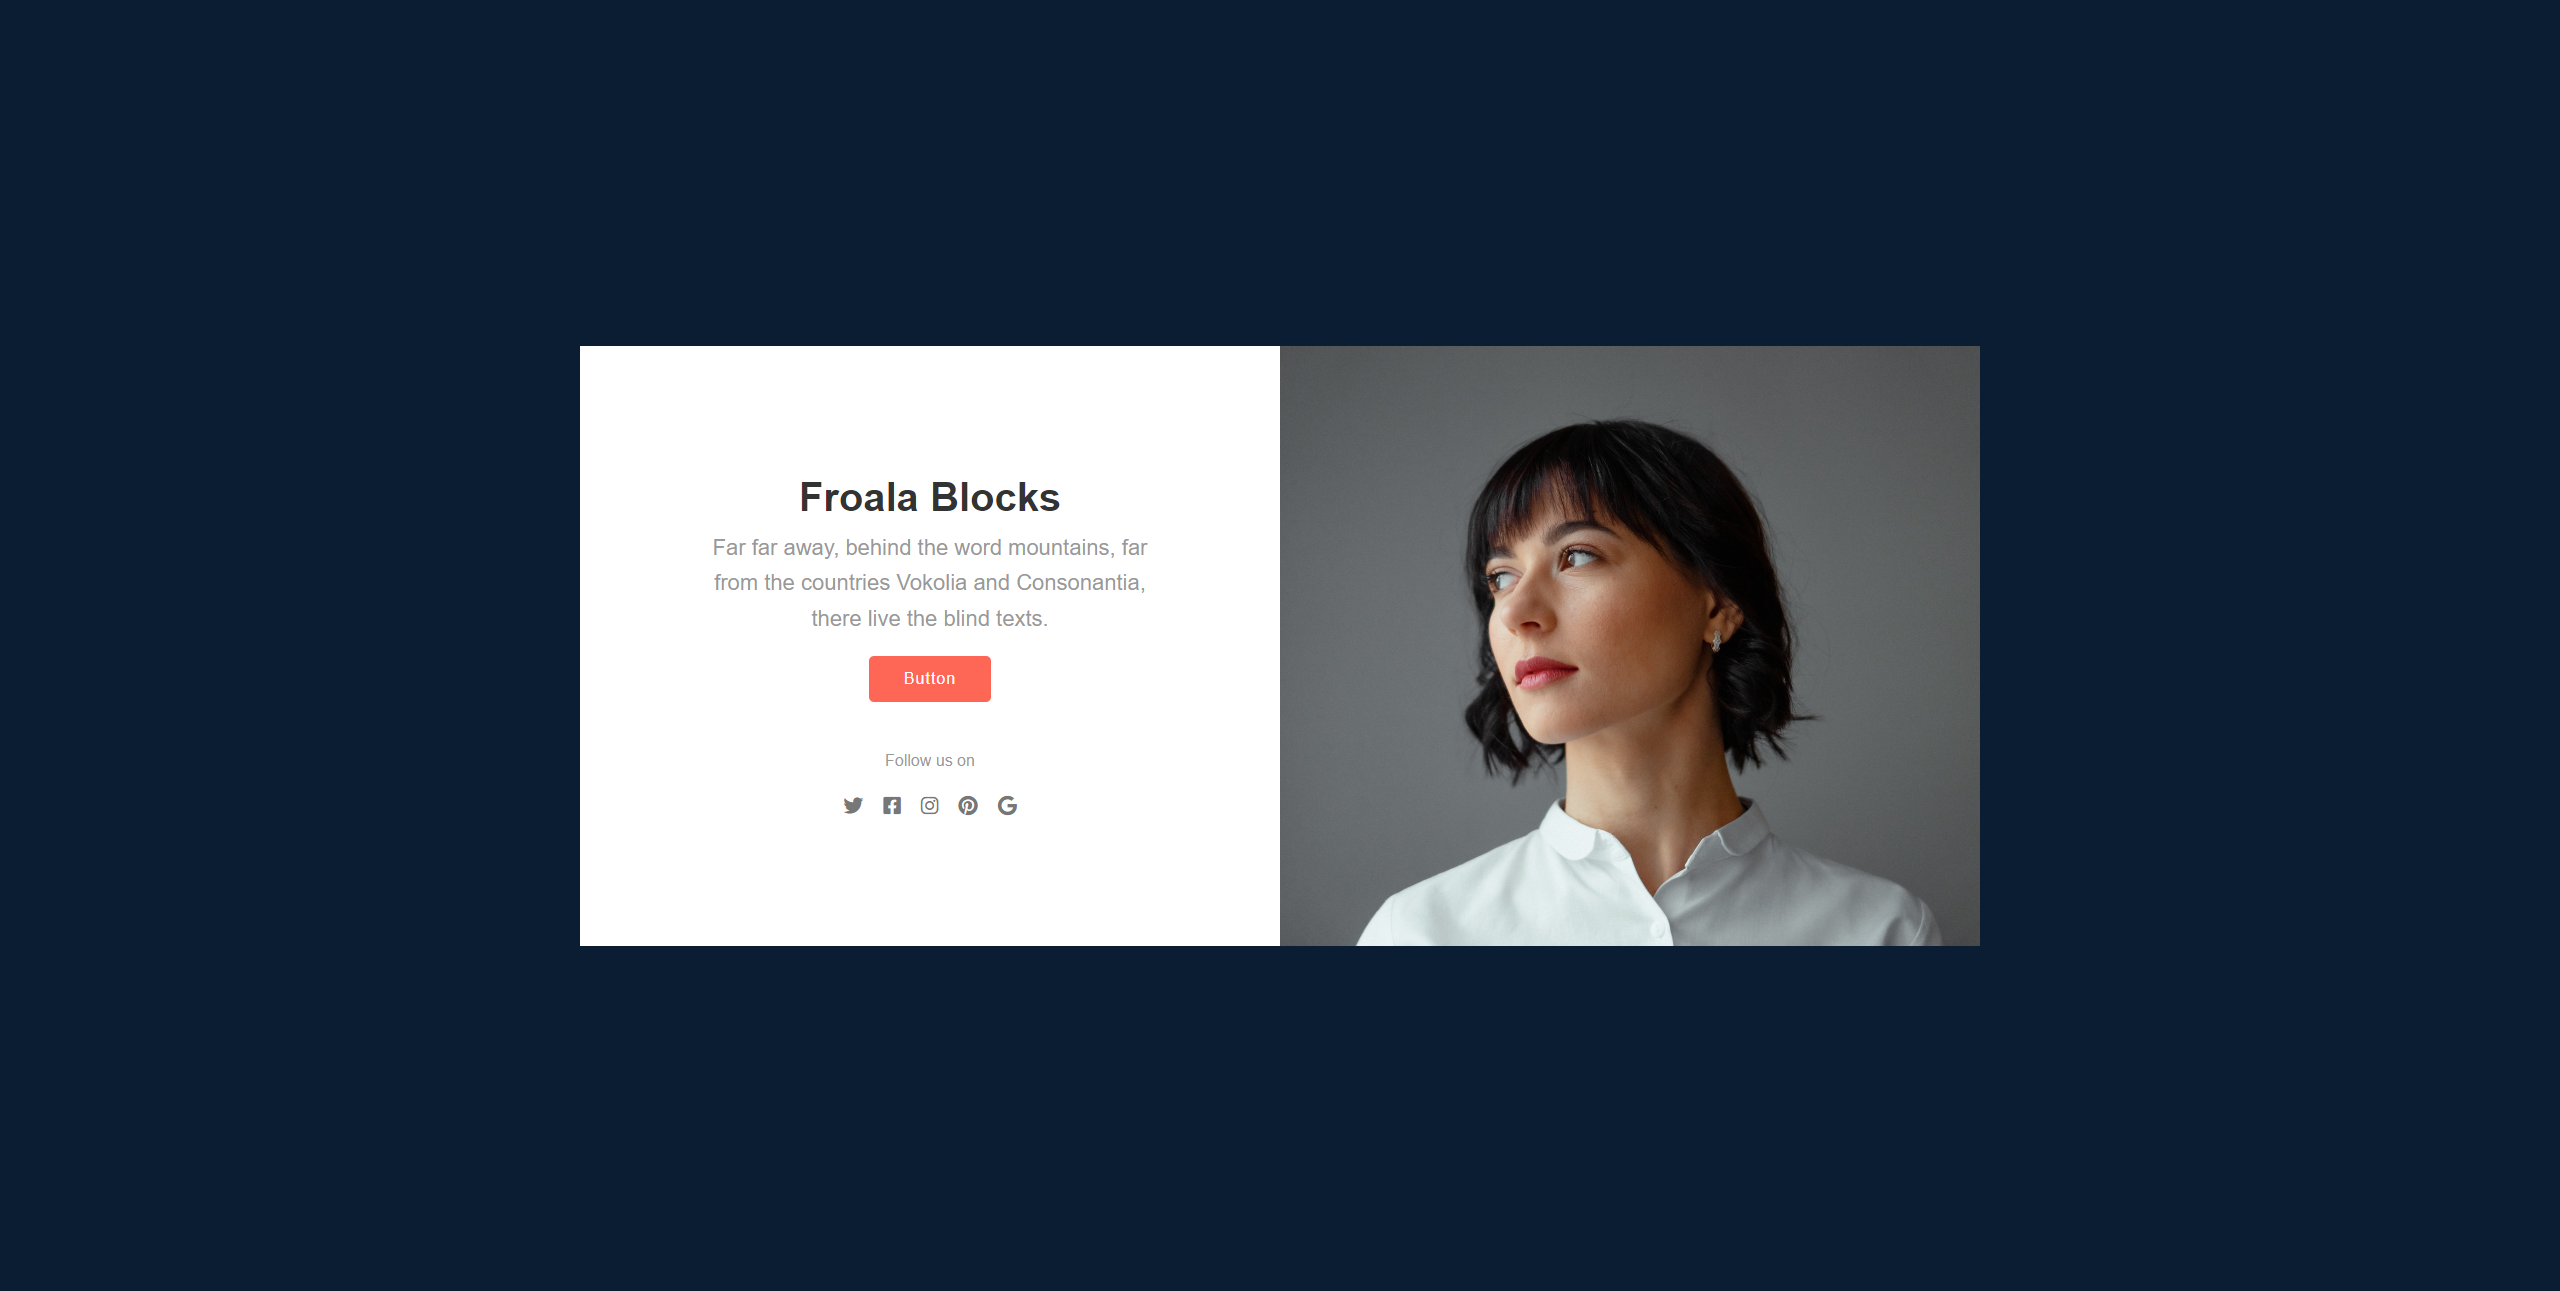 Froala Blocks
Far far away, behind the word mountains, far
from the countries Vokolia and Consonantia,
there live the blind texts.
Button
Follow us on